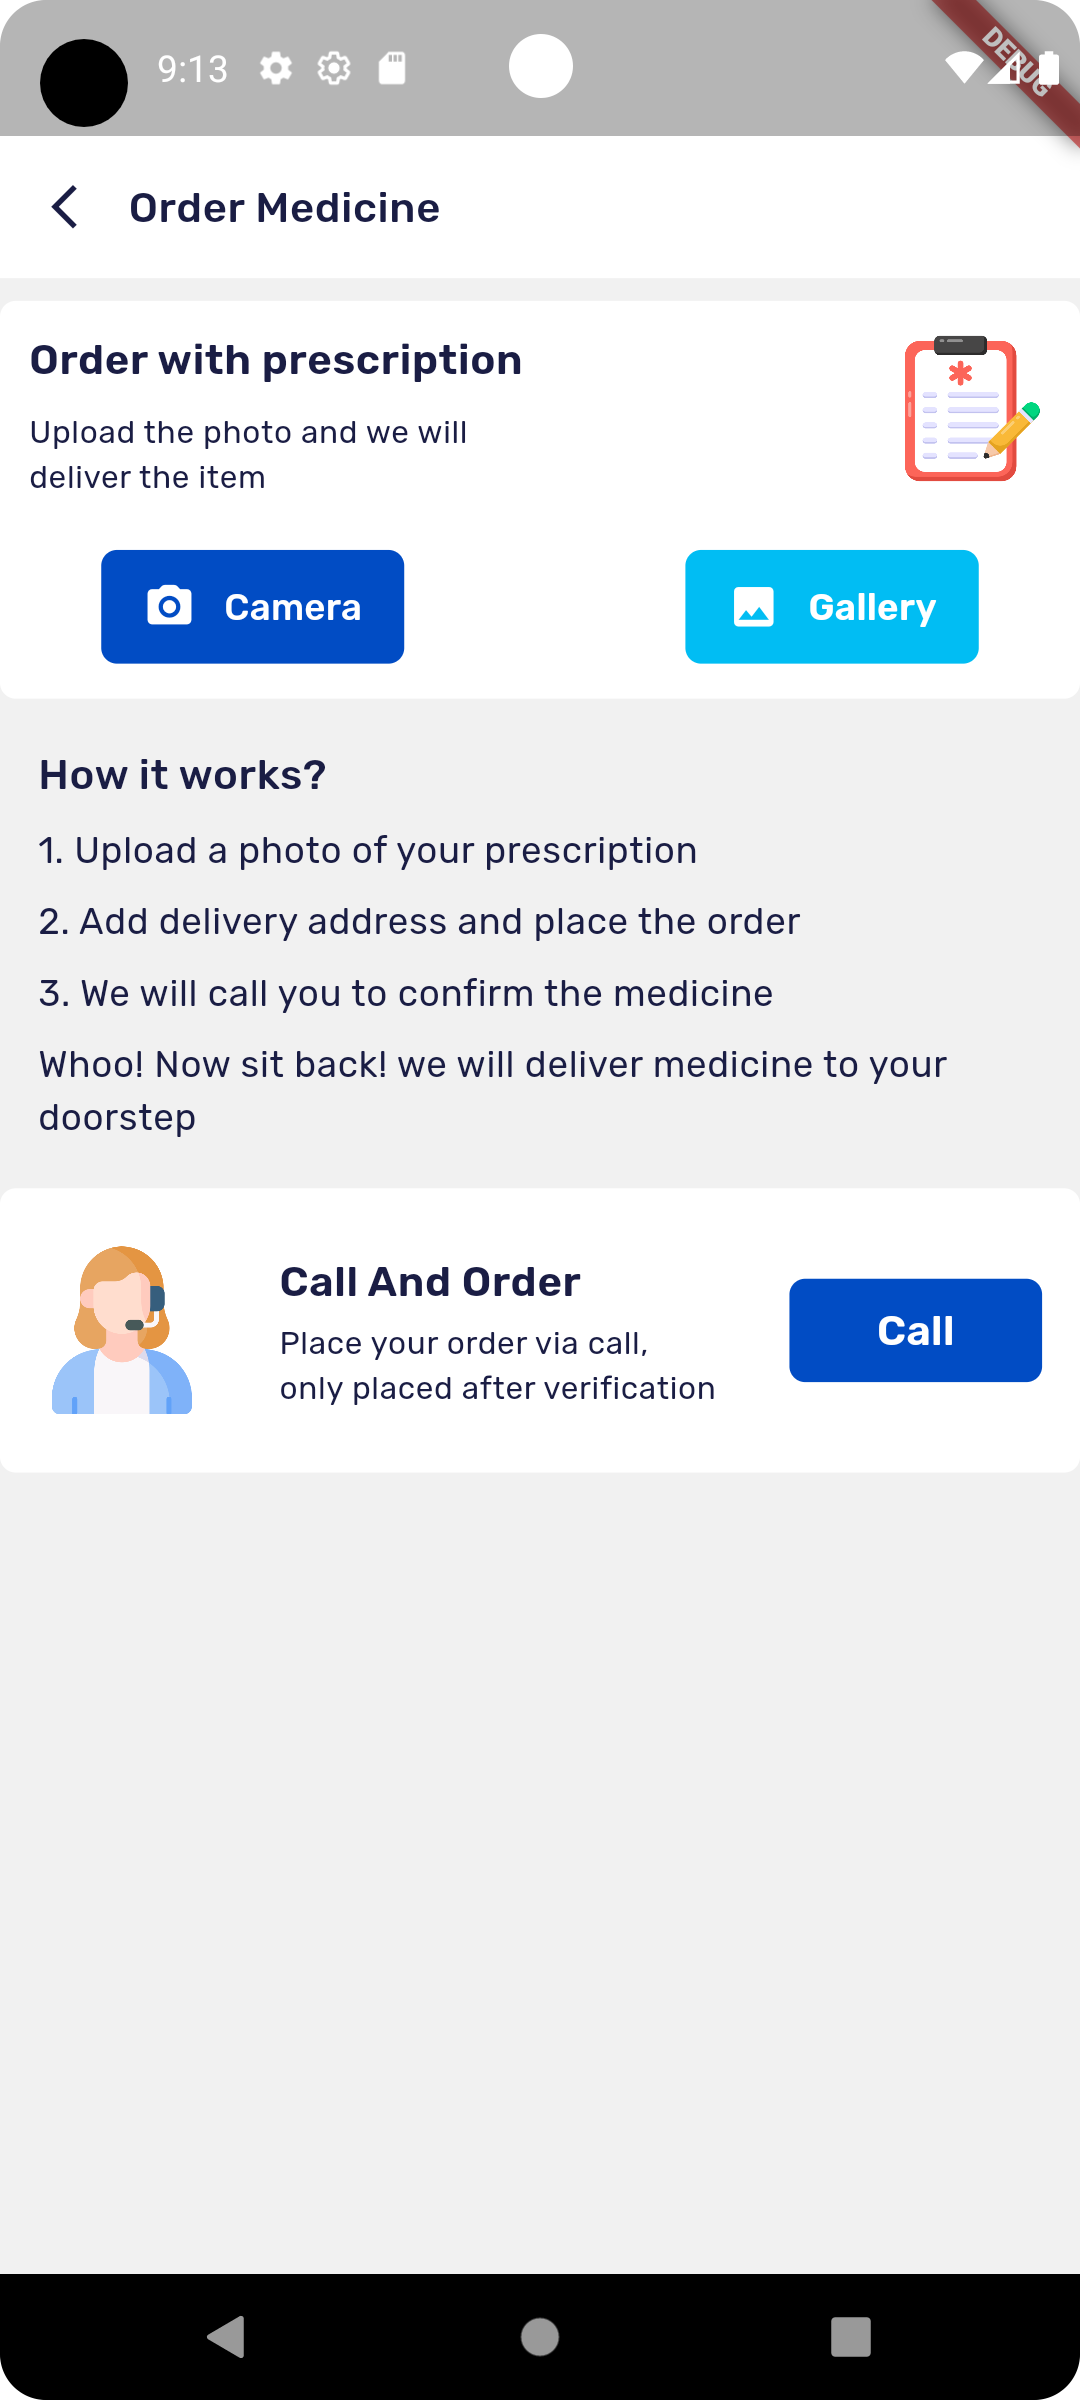 9:13
DEBUG
Order Medicine
Order with prescription
Upload the photo and we will
deliver the item
Camera
Gallery
How it works?
1. Upload a photo of your prescription
2. Add delivery address and place the order
3. We will call you to confirm the medicine
Whoo! Now sit back! we will deliver medicine to your
doorstep
Call And Order
Place your order via call,
only placed after verification
Call